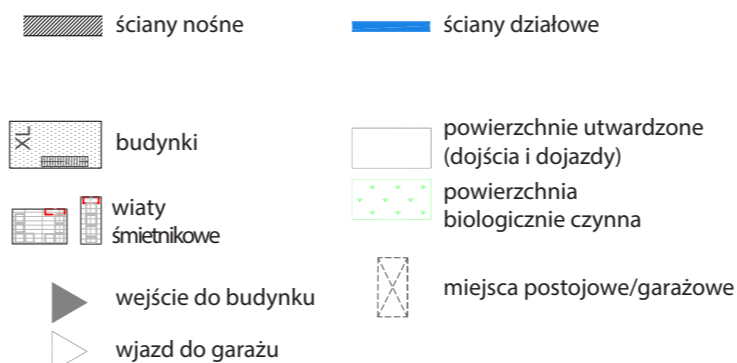 ściany nośne
ściany działowe
XL
budynki
powierzchnie utwardzone
(dojścia i dojazdy)
wiaty
śmietnikowe
powierzchnia
biologicznie czynna
wejście do budynku
miejsca postojowe/garażowe
wjazd do garażu